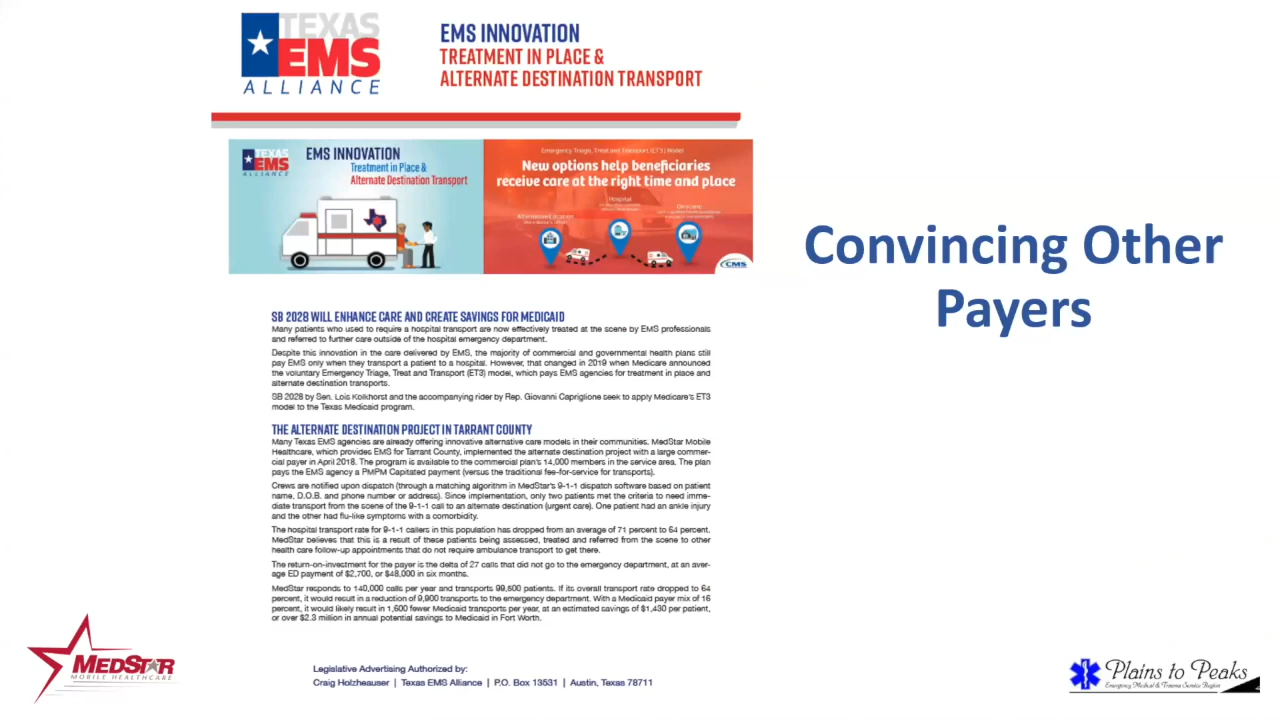 TEXAS
EMS
ALLIANCE
EMS INNOVATION
TREATMENT IN PLACE &
ALTERNATE DESTINATION TRANSPORT
TEXAS
EMS
ALLIANCE
EMS INNOVATION
Treatment in Place &
Alternate Destination Transport
Emergency Triage, Treat and Transport (ET3) Model
New options help beneficiaries
receive care at the right time and place
Hospital
Alternative Location
CMS
Convincing Other
Payers
SB 2028 WILL ENHANCE CARE AND CREATE SAVINGS FOR MEDICAID
Many patients who used to require a hospital transport are now effectively treated at the scene by EMS professionals
and referred to further care outside of the hospital emergency department.
Despite this innovation in the care delivered by EMS, the majority of commercial and governmental health plans still
pay EMS only when they transport a patient to a hospital. However, that changed in 2019 when Medicare announced
the voluntary Emergency Triage, Treat and Transport (ET3) model, which pays EMS agencies for treatment in place and
alternate destination transports.
SB 2028 by Sen. Lois Kolkhorst and the accompanying rider by Rep. Giovanni Capriglione seek to apply Medicare's ET3
model to the Texas Medicaid program.
THE ALTERNATE DESTINATION PROJECT IN TARRANT COUNTY
Many Texas EMS agencies are already offering innovative alternative care models in their communities. MedStar Mobile
Healthcare, which provides EMS for Tarrant County, implemented the alternate destination project with a large commer-
cial payer in April 2018. The program is available to the commercial plan's 14,000 members in the service area. The plan
pays the EMS agency a PMPM Capitated payment (versus the traditional fee-for-service for transports).
Crews are notified upon dispatch (through a matching algorithm in MedStar's 9-1-1 dispatch software based on patient
name, D.O.B. and phone number or address). Since implementation, only two patients met the criteria to need imme-
diate transport from the scene of the 9-1-1 call to an alternate destination (urgent care). One patient had an ankle injury
and the other had flu-like symptoms with a comorbidity.
The hospital transport rate for 9-1-1 callers in this population has dropped from an average of 71 percent to 64 percent.
MedStar believes that this is a result of these patients being assessed, treated and referred from the scene to other
health care follow-up appointments that do not require ambulance transport to get there.
The return-on-investment for the payer is the delta of 27 calls that did not go to the emergency department, at an aver-
age ED payment of $2,700, or $48,000 in six months.
MedStar responds to 140,000 calls per year and transports 99,500 patients. If its overall transport rate dropped to 64
percent, it would result in a reduction of 9,900 transports to the emergency department. With a Medicaid payer mix of 16
percent, it would likely result in 1,600 fewer Medicaid transports per year, at an estimated savings of $1,430 per patient,
or over $2.3 million in annual potential savings to Medicaid in Fort Worth.
Legislative Advertising Authorized by:
Craig Holzheauser | Texas EMS Alliance | P.O. Box 13531 | Austin, Texas 78711
MEDSTAR
MOBILE HEALTHCARE
Plains to Peaks
Emergency Medical & Trauma Service Region